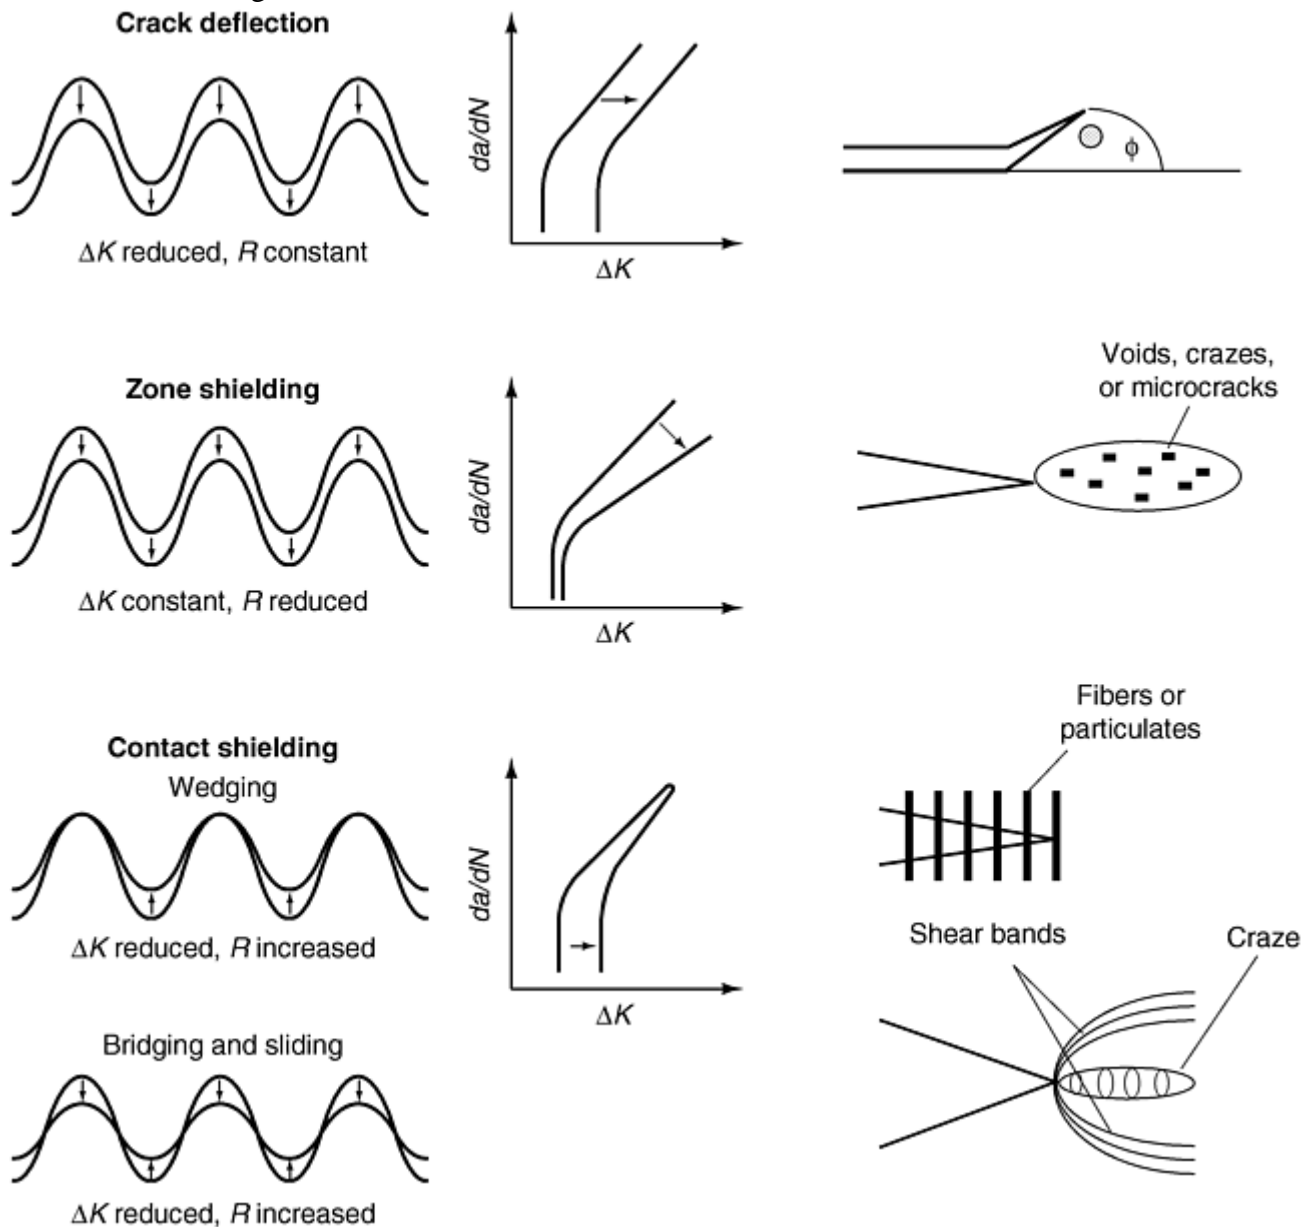 Crack deflection
da/dN
ΔK
ϕ
ΔK reduced, R constant
Zone shielding
da/dN
ΔK
Voids, crazes,
or microcracks
ΔK constant, R reduced
Contact shielding
Wedging
da/dN
ΔK
Fibers or
particulates
ΔK reduced, R increased
Shear bands
Craze
Bridging and sliding
ΔK reduced, R increased